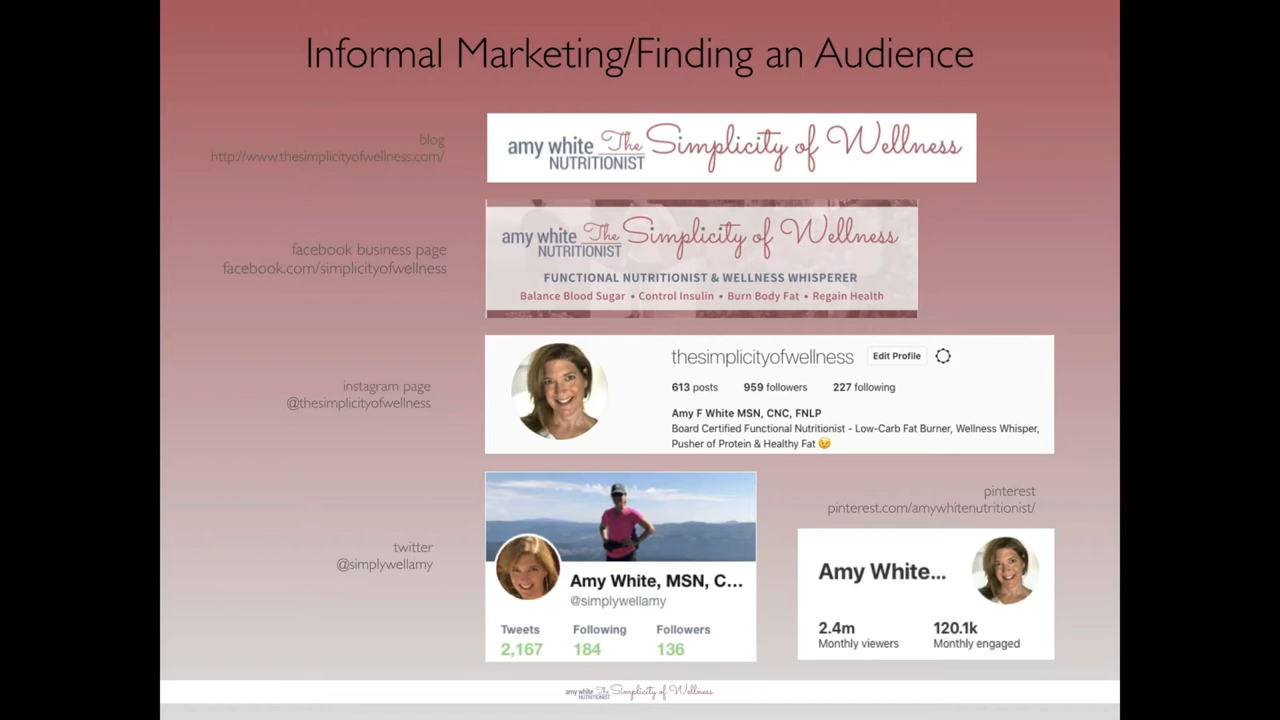 Informal Marketing/Finding an Audience
blog
http://www.thesimplicityofwellness.com/
amy white The Simplicity of Wellness
NUTRITIONIST
facebook business page
facebook.com/simplicityofwellness
amy white The Simplicity of Wellness
NUTRITIONIST
FUNCTIONAL NUTRITIONIST & WELLNESS WHISPERER
Balance Blood Sugar • Control Insulin • Burn Body Fat • Regain Health
instagram page
@thesimplicityofwellness
thesimplicityofwellness Edit Profile
613 posts 959 followers 227 following
Amy F White MSN, CNC, FNLP
Board Certified Functional Nutritionist - Low-Carb Fat Burner, Wellness Whisper,
Pusher of Protein & Healthy Fat 😉
twitter
@simplywellamy
Amy White, MSN, C...
@simplywellamy
Tweets Following Followers
2,167 184 136
pinterest
pinterest.com/amywhitenutritionist/
Amy White...
2.4m 120.1k
Monthly viewers Monthly engaged
amy white The Simplicity of Wellness
NUTRITIONIST